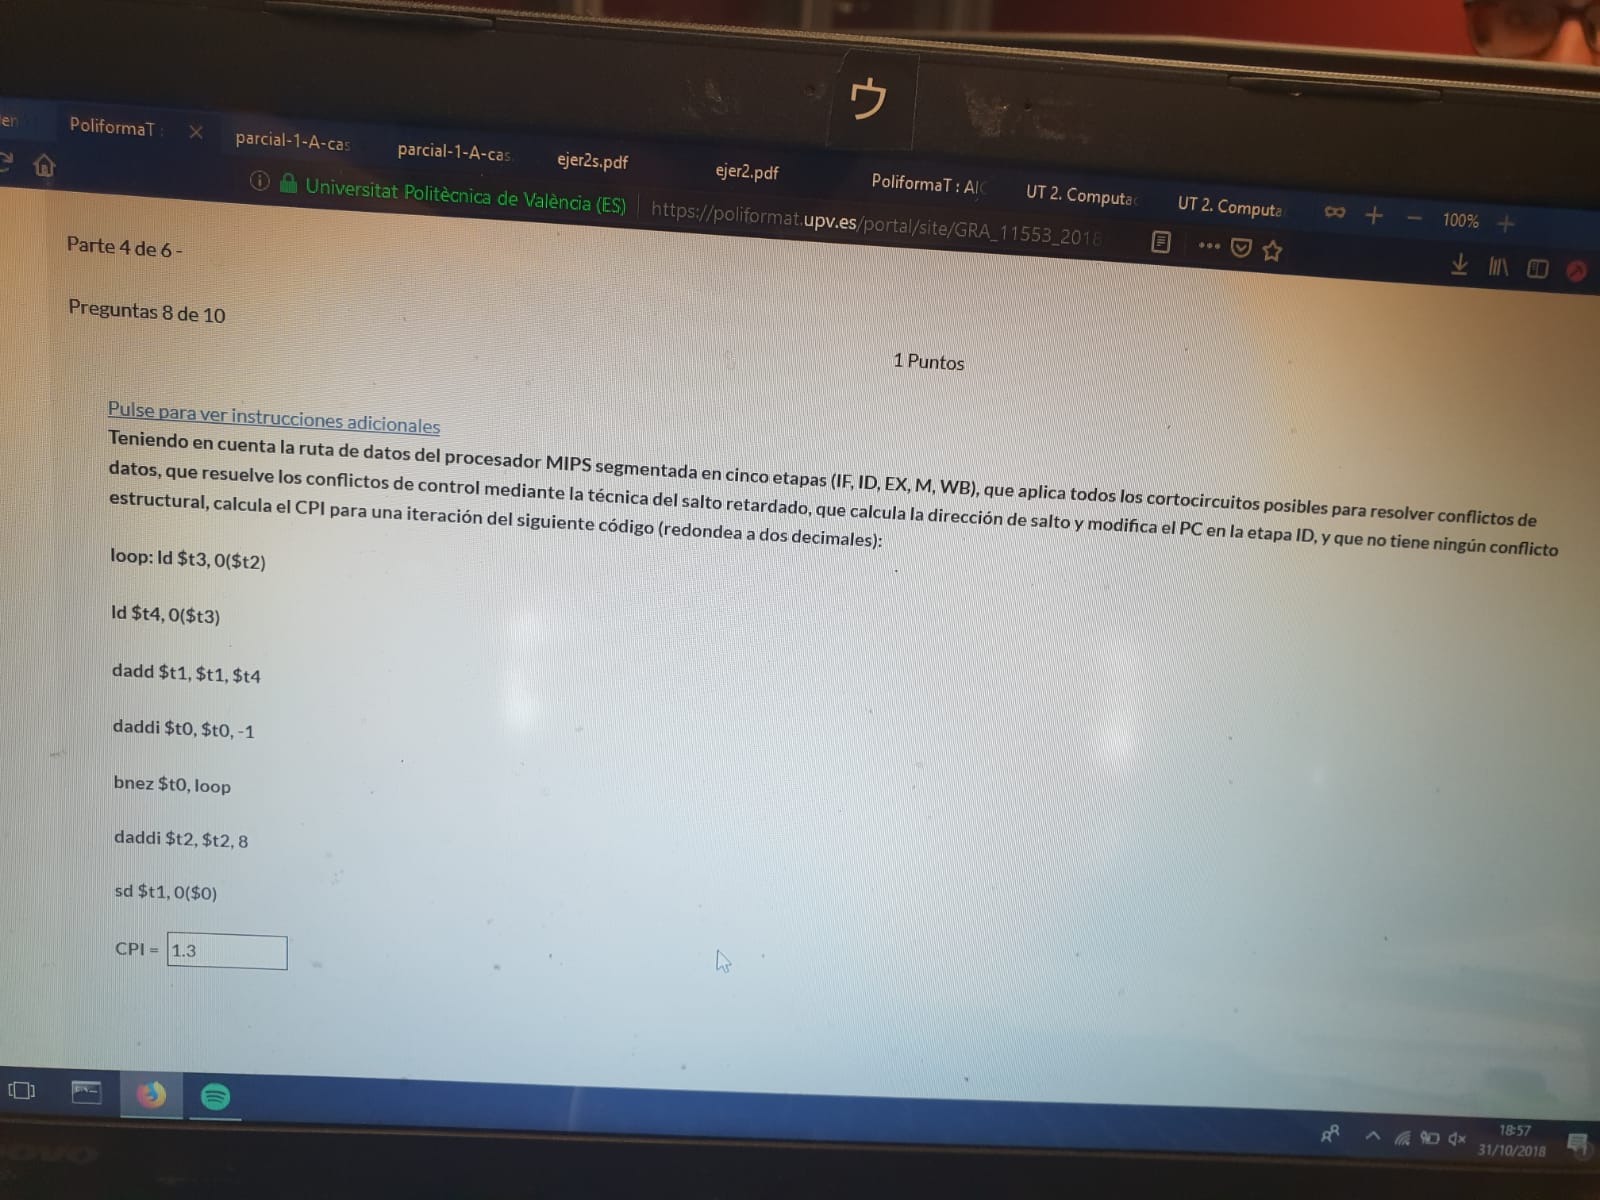 ウ
PoliformaT :
parcial-1-A-cas
parcial-1-A-cas
ejer2s.pdf
ejer2.pdf
PoliformaT : AIC
UT 2. Computac
UT 2. Computa
100%
Universitat Politècnica de València (ES)
https://poliformat.upv.es/portal/site/GRA_11553_2018
Parte 4 de 6 -
Preguntas 8 de 10
1 Puntos
Pulse para ver instrucciones adicionales
Teniendo en cuenta la ruta de datos del procesador MIPS segmentada en cinco etapas (IF, ID, EX, M, WB), que aplica todos los cortocircuitos posibles para resolver conflictos de
datos, que resuelve los conflictos de control mediante la técnica del salto retardado, que calcula la dirección de salto y modifica el PC en la etapa ID, y que no tiene ningún conflicto
estructural, calcula el CPI para una iteración del siguiente código (redondea a dos decimales):
loop: ld $t3, 0($t2)
ld $t4, 0($t3)
dadd $t1, $t1, $t4
daddi $t0, $t0, -1
bnez $t0, loop
daddi $t2, $t2, 8
sd $t1, 0($0)
CPI = 1.3
18:57
31/10/2018